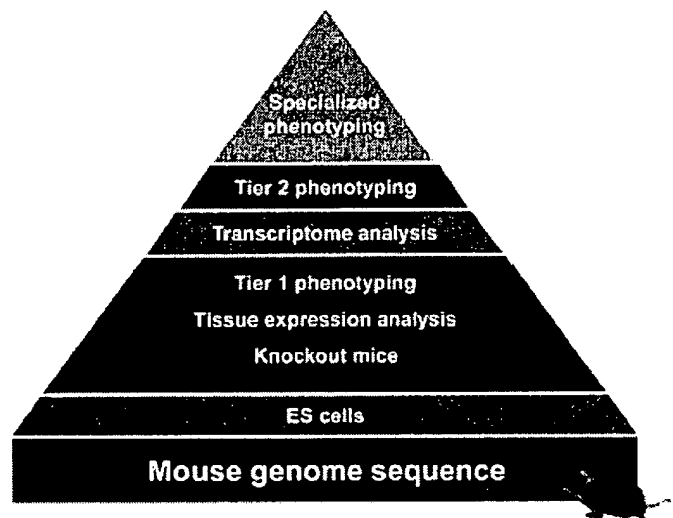 Specialized
phenotyping
Tier 2 phenotyping
Transcriptome analysis
Tier 1 phenotyping
Tissue expression analysis
Knockout mice
ES cells
Mouse genome sequence